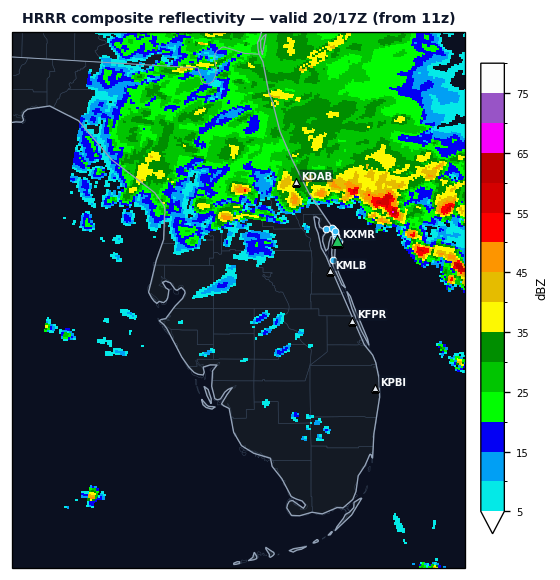 HRRR composite reflectivity — valid 20/17Z (from 11z)
KDAB
KXMR
KMLB
KFPR
KPBI
75
65
55
45
35
25
15
5
dBZ